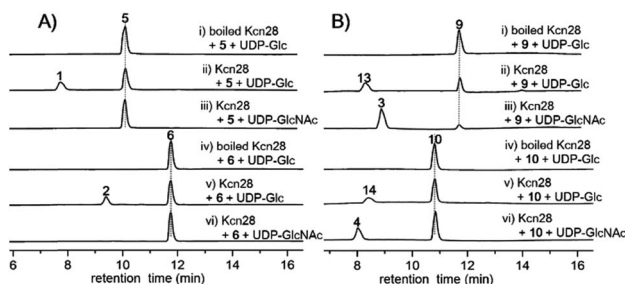 A)
5
i) boiled Kcn28
+ 5 + UDP-Glc
1
ii) Kcn28
+ 5 + UDP-Glc
iii) Kcn28
+ 5 + UDP-GlcNAc
6
iv) boiled Kcn28
+ 6 + UDP-Glc
2
v) Kcn28
+ 6 + UDP-Glc
vi) Kcn28
+ 6 + UDP-GlcNAc
6 8 10 12 14 16
retention time (min)
B)
9
i) boiled Kcn28
+ 9 + UDP-Glc
13
ii) Kcn28
+ 9 + UDP-Glc
3
iii) Kcn28
+ 9 + UDP-GlcNAc
10
iv) boiled Kcn28
+ 10 + UDP-Glc
14
v) Kcn28
+ 10 + UDP-Glc
4
vi) Kcn28
+ 10 + UDP-GlcNAc
8 10 12 14 16
retention time (min)